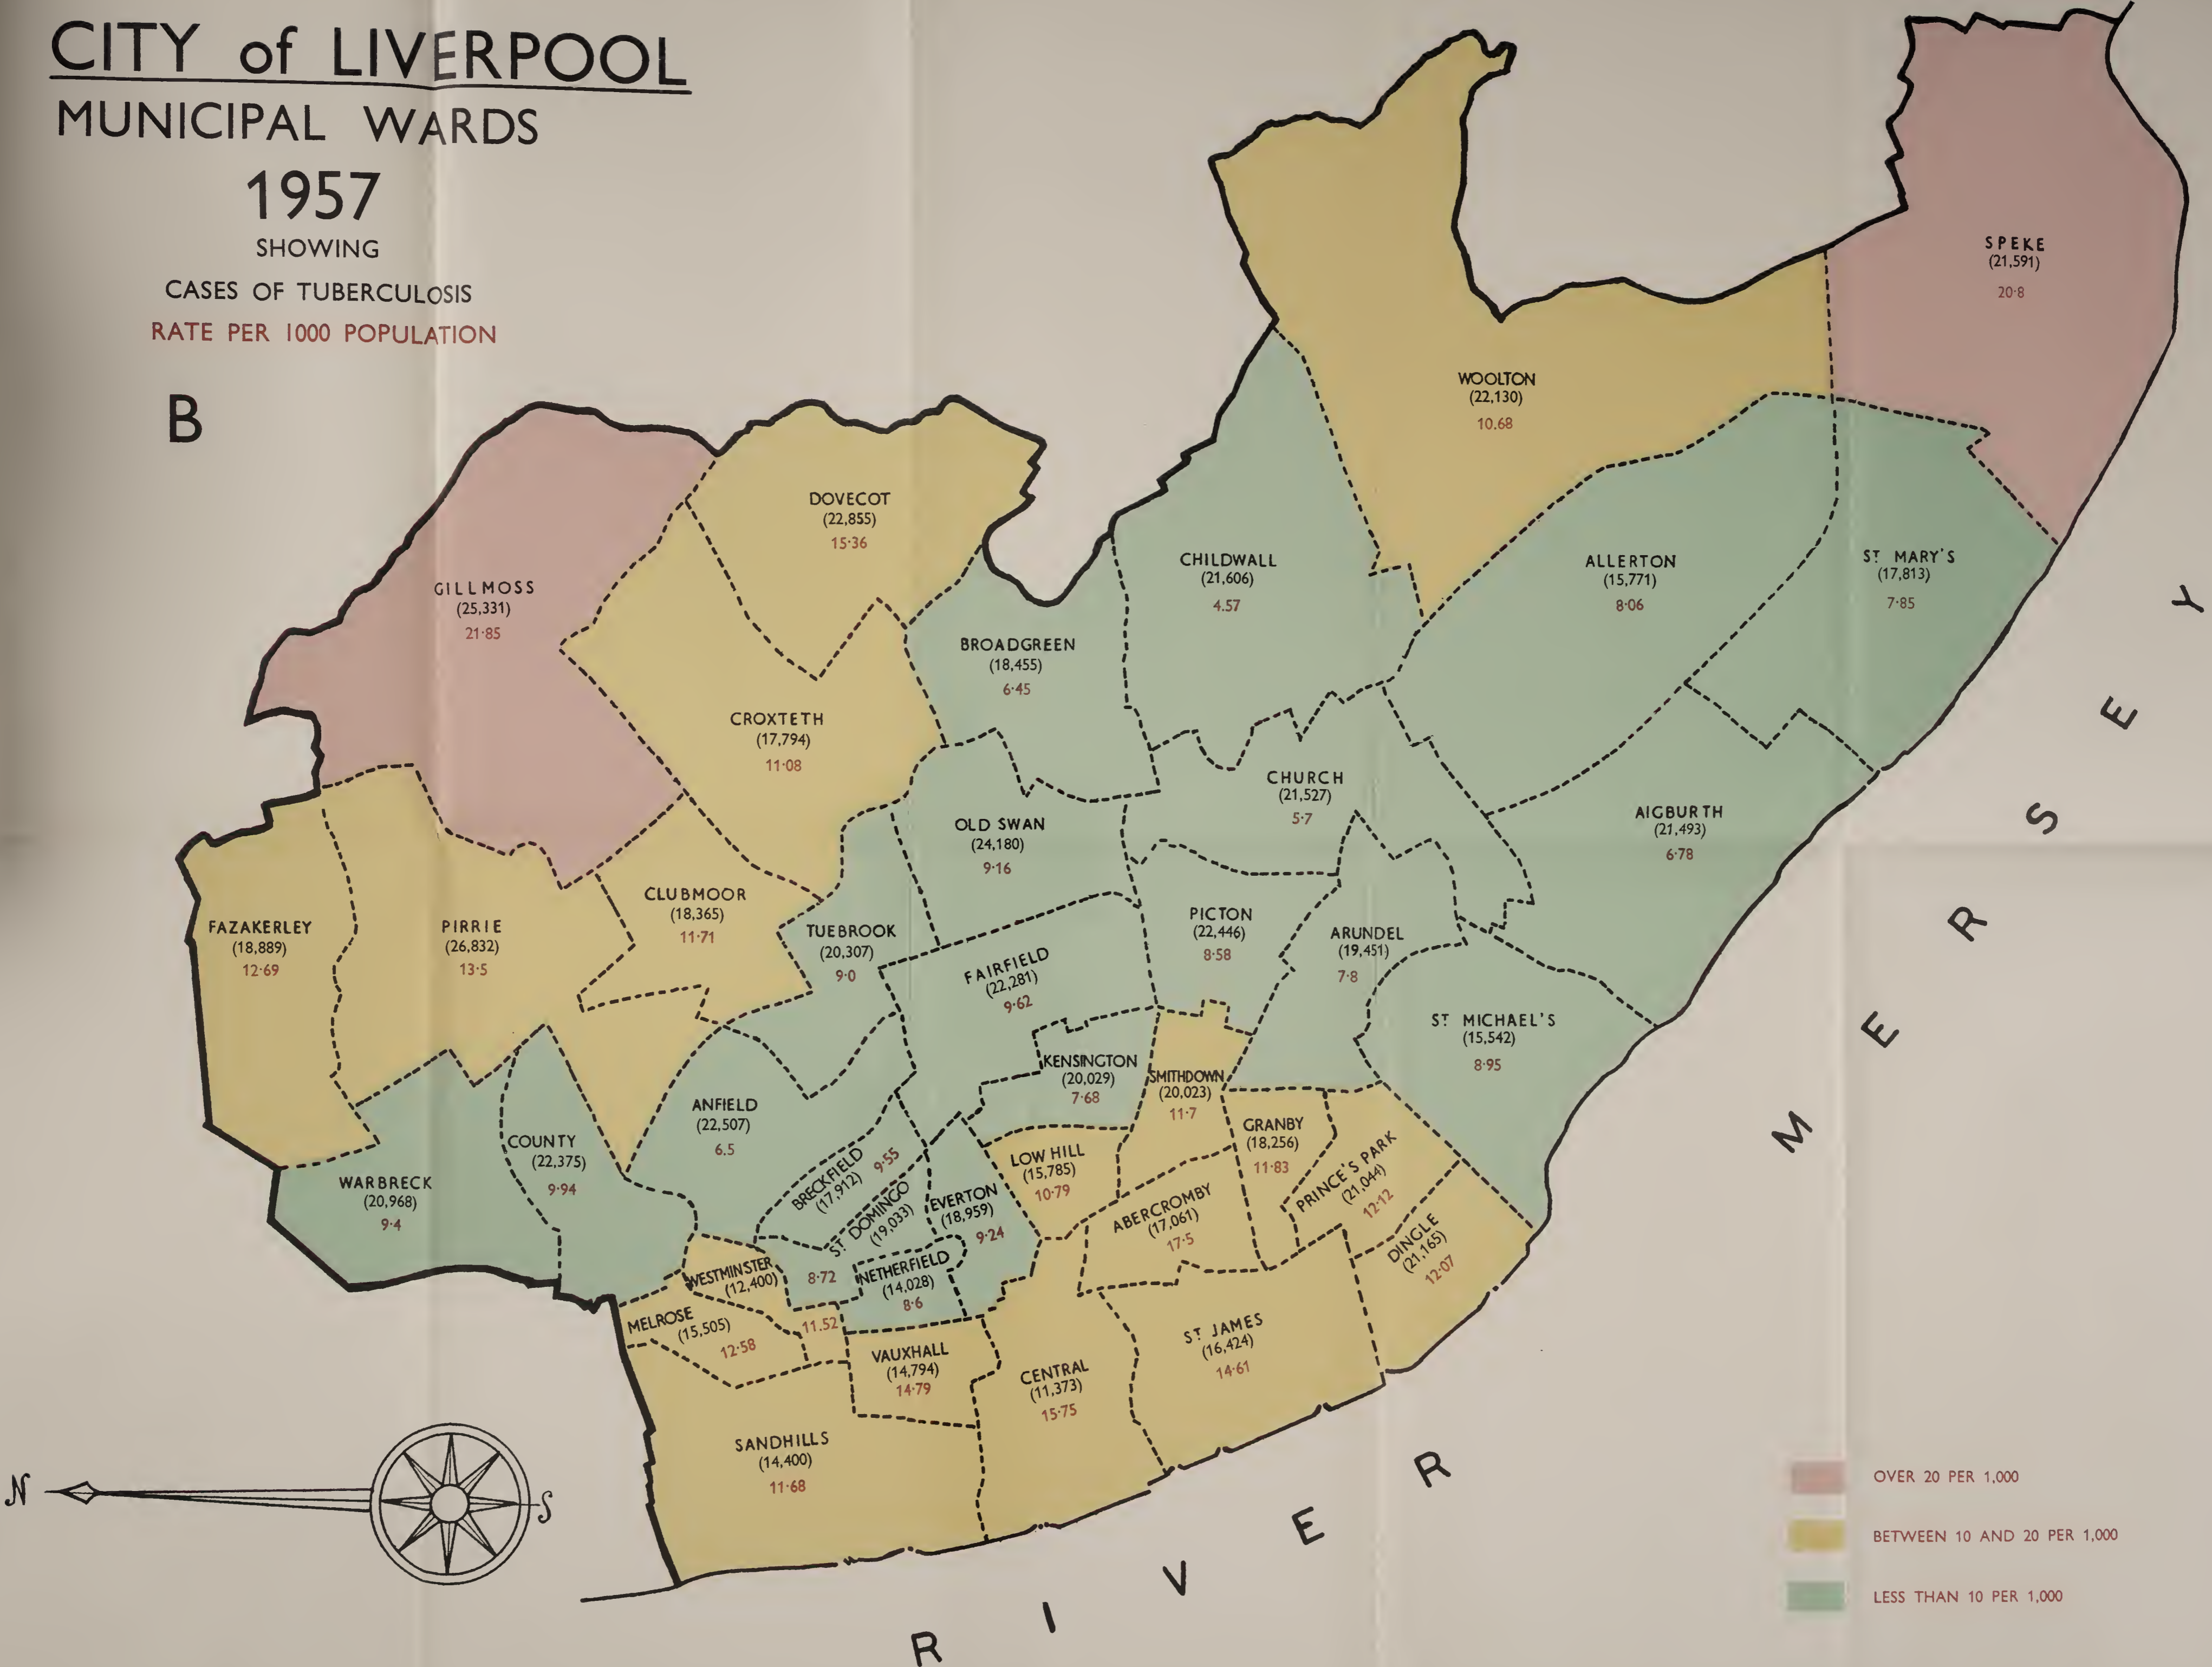 CITY of LIVERPOOL
MUNICIPAL WARDS
1957
SHOWING
CASES OF TUBERCULOSIS
RATE PER 1000 POPULATION
B
SPEKE
(21,591)
20·8
WOOLTON
(22,130)
10.68
DOVECOT
(22,855)
15·36
GILLMOSS
(25,331)
21·85
CHILDWALL
(21,606)
4.57
ALLERTON
(15,771)
8·06
ST MARY'S
(17,813)
7·85
BROADGREEN
(18,455)
6·45
CROXTETH
(17,794)
11·08
CHURCH
(21,527)
5·7
OLD SWAN
(24,180)
9·16
AIGBURTH
(21,493)
6·78
CLUBMOOR
(18,365)
11·71
FAZAKERLEY
(18,889)
12·69
PIRRIE
(26,832)
13·5
TUEBROOK
(20,307)
9·0
FAIRFIELD
(22,281)
9·62
PICTON
(22,446)
8·58
ARUNDEL
(19,451)
7·8
ST MICHAEL'S
(15,542)
8·95
KENSINGTON
(20,029)
7·68
SMITHDOWN
(20,023)
11·7
ANFIELD
(22,507)
6.5
GRANBY
(18,256)
11·83
COUNTY
(22,375)
9·94
WARBRECK
(20,968)
9·4
BRECKFIELD
(17,912)
9·55
ST DOMINGO
(19,033)
8·72
EVERTON
(18,959)
9·24
LOW HILL
(15,785)
10·79
ABERCROMBY
(17,061)
17·5
PRINCE'S PARK
(21,044)
12·12
DINGLE
(21,165)
12·07
NETHERFIELD
(14,028)
8·6
WESTMINSTER
(12,400)
11.52
MELROSE
(15,505)
12·58
VAUXHALL
(14,794)
14·79
CENTRAL
(11,373)
15·75
ST JAMES
(16,424)
14·61
SANDHILLS
(14,400)
11·68
N
S
RIVER MERSEY
OVER 20 PER 1,000
BETWEEN 10 AND 20 PER 1,000
LESS THAN 10 PER 1,000